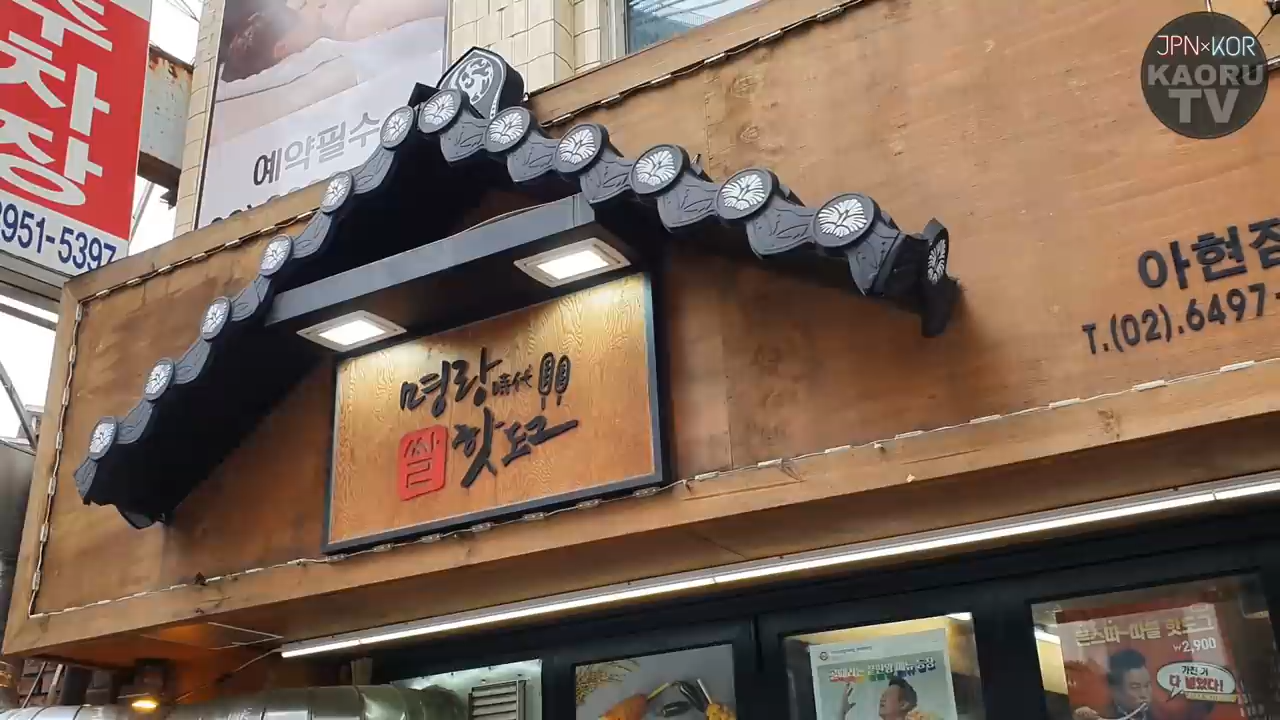 주차장
951-5397
예약필수
JPN×KOR
KAORU
TV
명랑時代
쌀 핫도그
아현점
T.(02).6497-
₩2,900
가진 거
다 넣었다!